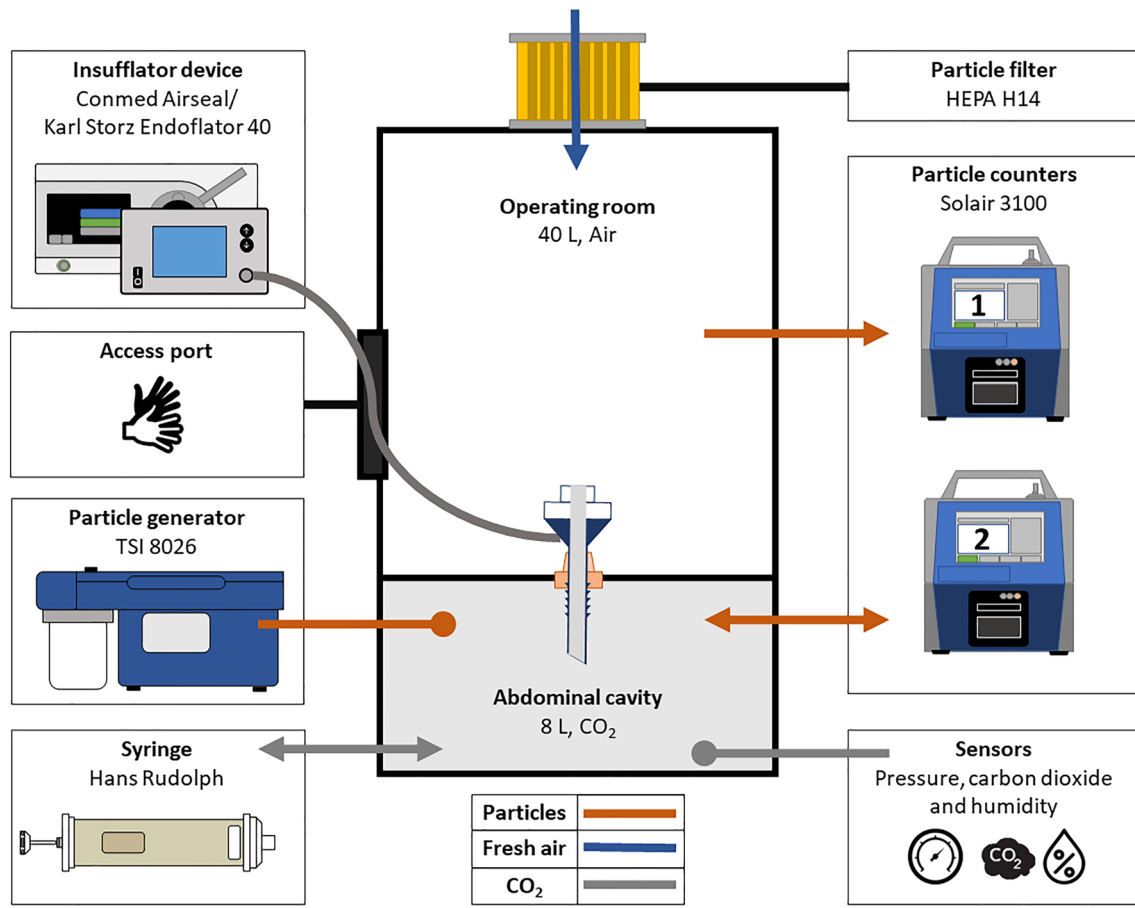 Insufflator device
Conmed Airseal/
Karl Storz Endoflator 40
Access port
Particle generator
TSI 8026
Syringe
Hans Rudolph
Operating room
40 L, Air
Abdominal cavity
8 L, CO₂
Particles
Fresh air
CO₂
Particle filter
HEPA H14
Particle counters
Solair 3100
1
2
Sensors
Pressure, carbon dioxide
and humidity
CO₂
%